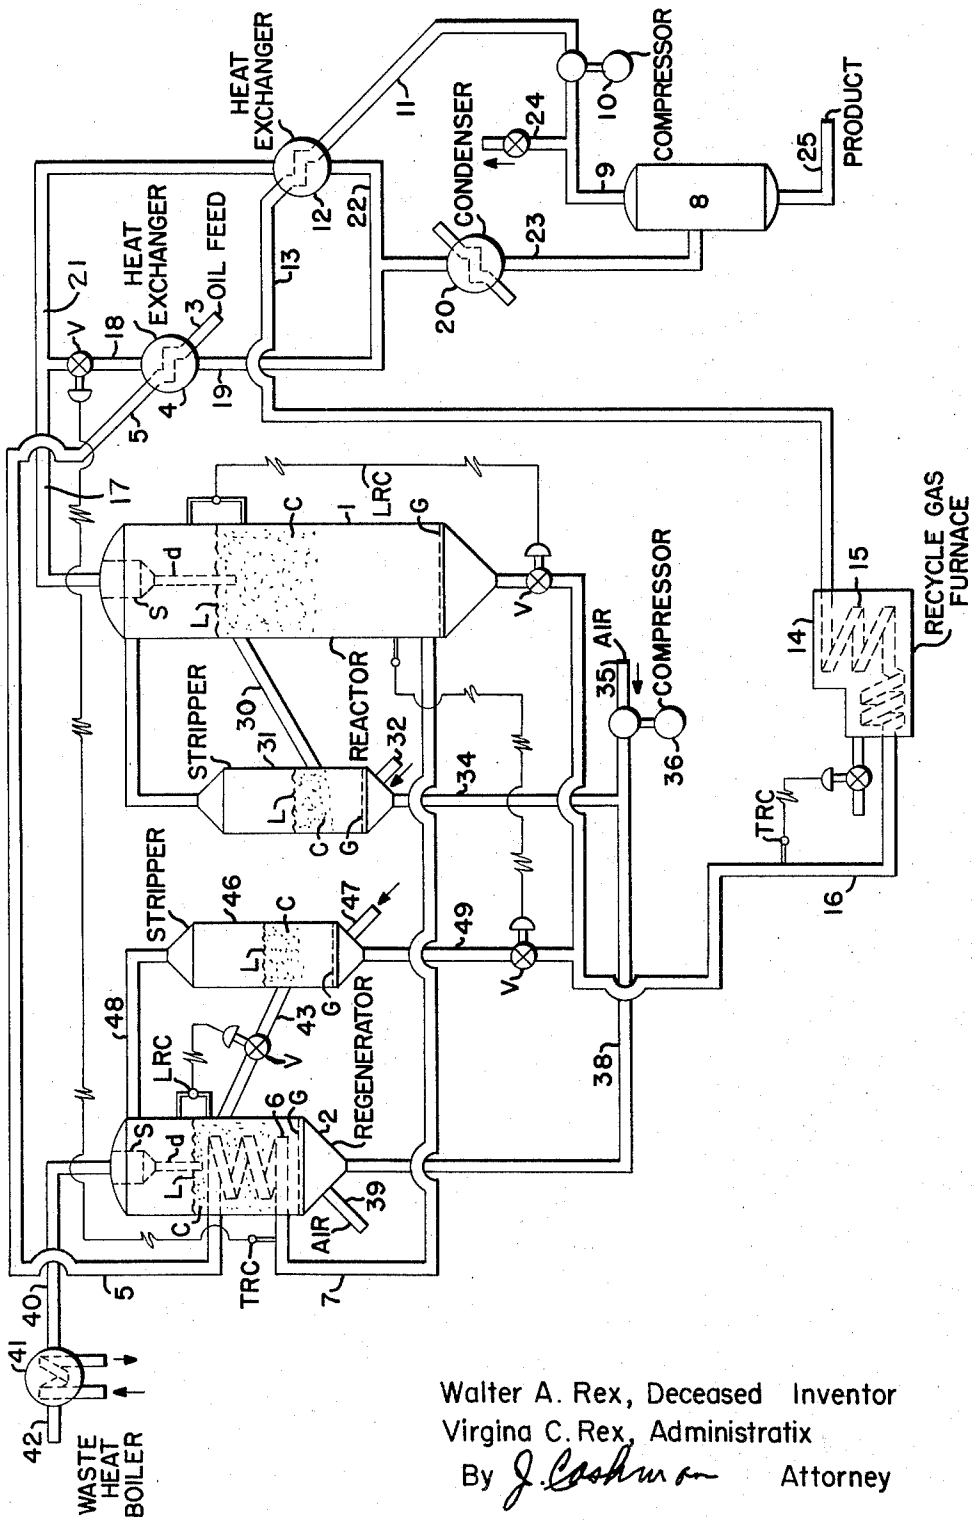 HEAT
EXCHANGER
11
COMPRESSOR
10
24
CONDENSER
9
25
PRODUCT
8
23
20
22
12
13
21
HEAT
EXCHANGER
OIL FEED
3
V
18
4
19
5
17
LRC
C
1
G
d
S
L
V
REACTOR
30
STRIPPER
31
32
L
C
G
34
AIR
35
COMPRESSOR
36
14
15
RECYCLE GAS
FURNACE
TRC
16
STRIPPER
46
C
47
L
G
49
V
48
43
V
LRC
REGENERATOR
6
G
2
S
d
L
C
38
39
AIR
TRC
7
5
40
41
42
WASTE
HEAT
BOILER
Walter A. Rex, Deceased Inventor
Virgina C. Rex, Administratix
By J. Cashman Attorney